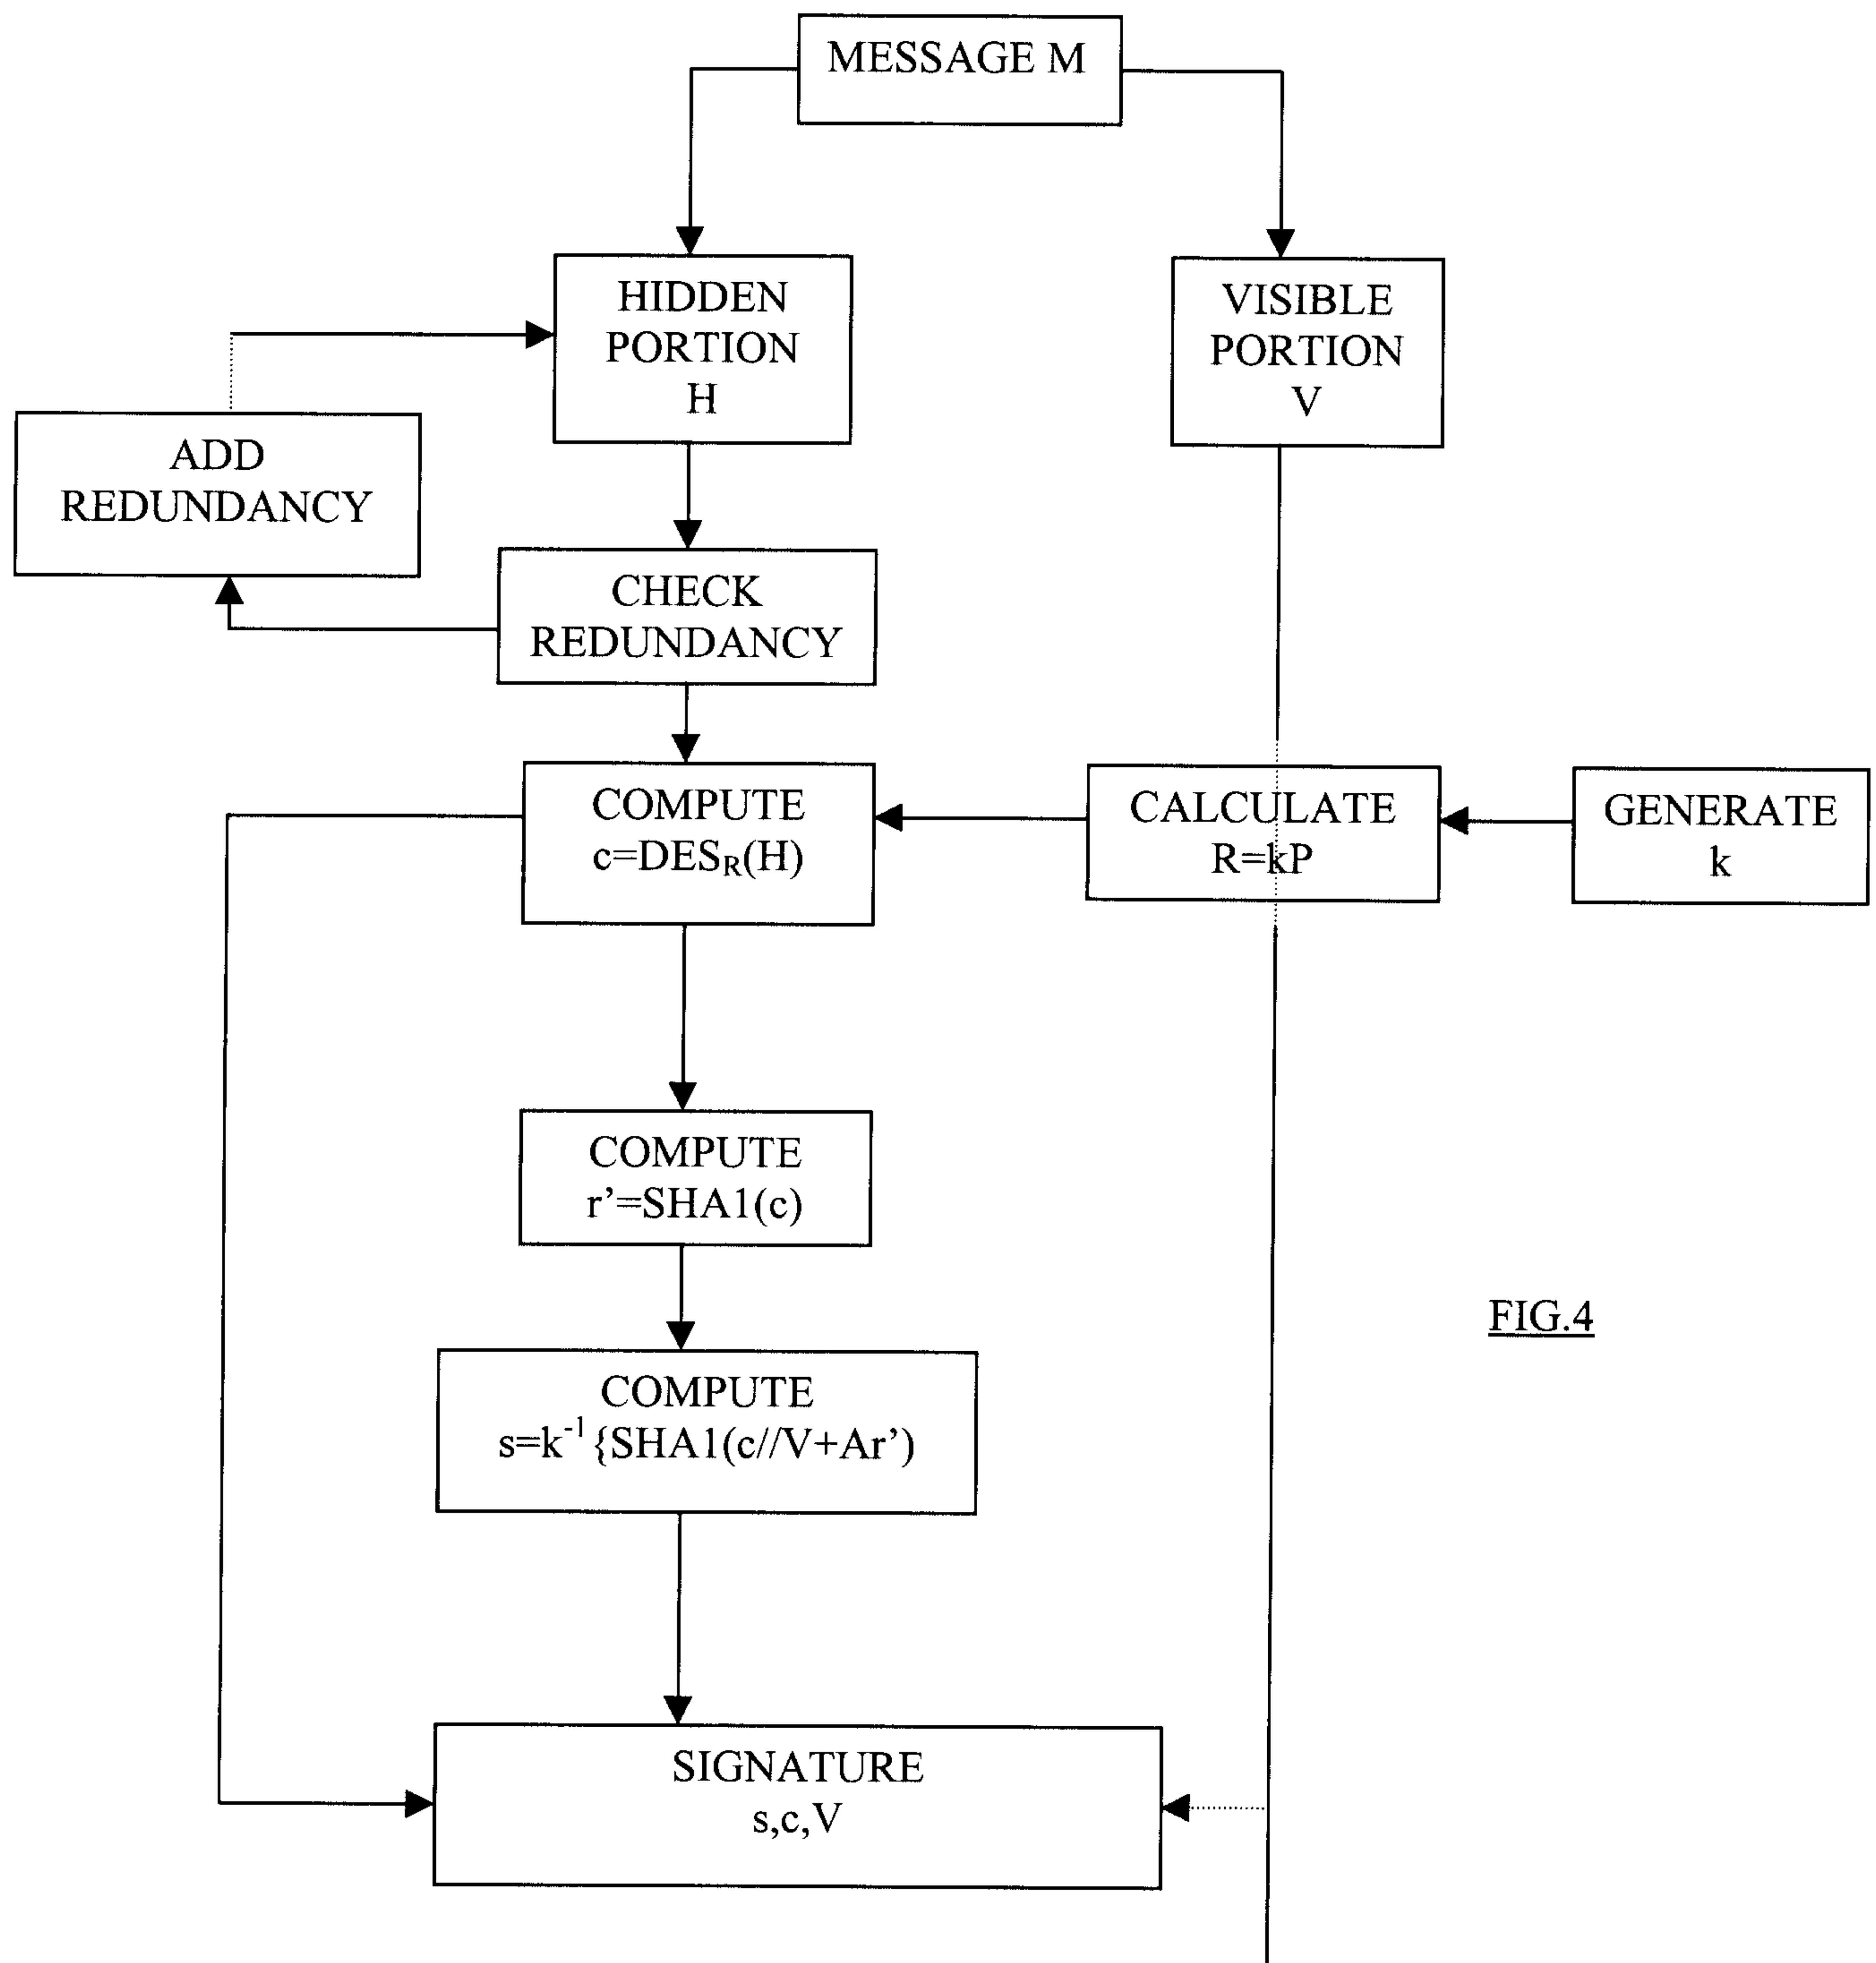 MESSAGE M
HIDDEN
PORTION
H
VISIBLE
PORTION
V
ADD
REDUNDANCY
CHECK
REDUNDANCY
COMPUTE
c=DES_R(H)
CALCULATE
R=kP
GENERATE
k
COMPUTE
r’=SHA1(c)
FIG.4
COMPUTE
s=k^-1{SHA1(c//V+Ar’)
SIGNATURE
s,c,V